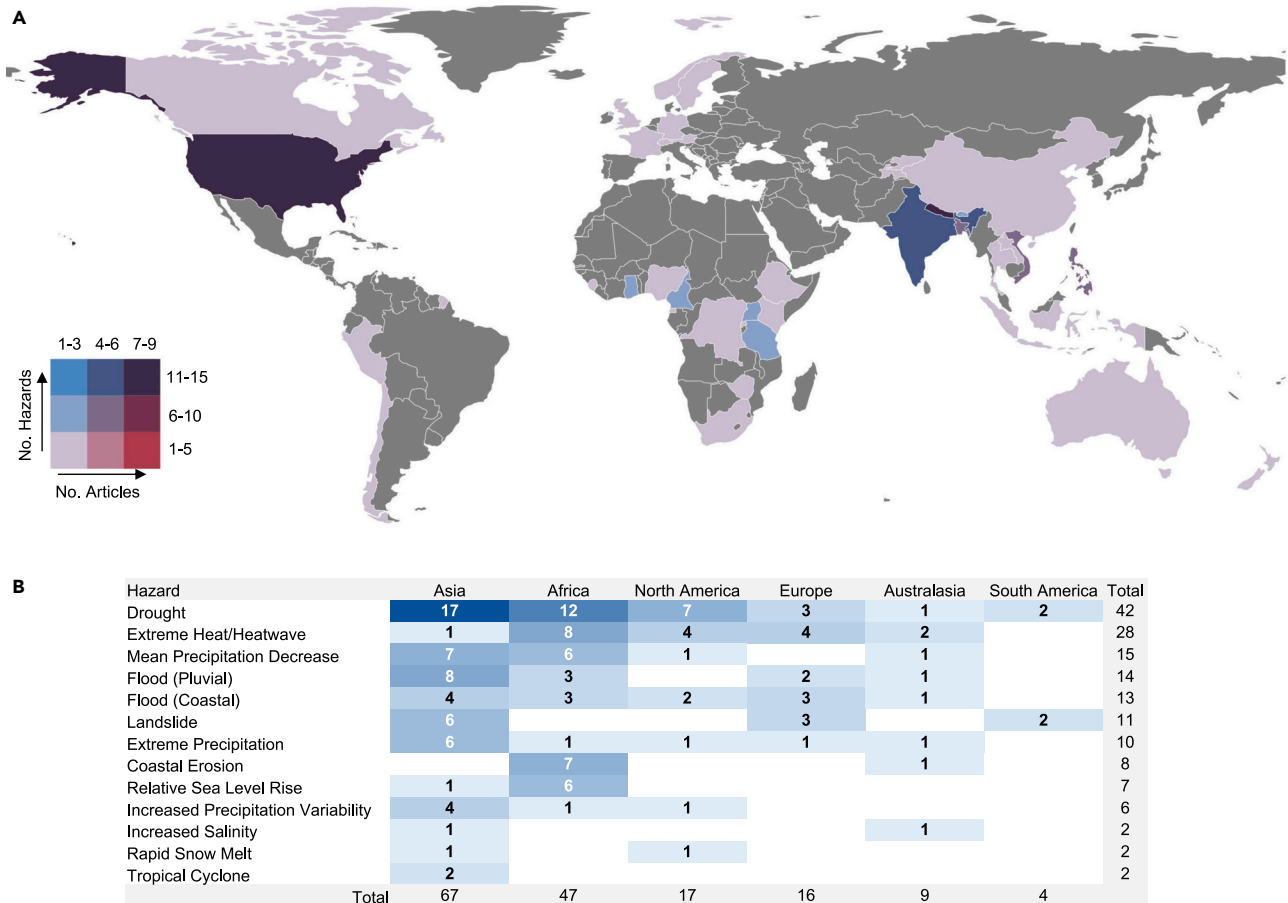 A
1-3 4-6 7-9
11-15
6-10
1-5
No. Hazards
No. Articles
B
Hazard Asia Africa North America Europe Australasia South America Total
Drought 17 12 7 3 1 2 42
Extreme Heat/Heatwave 1 8 4 4 2 28
Mean Precipitation Decrease 7 6 1 1 15
Flood (Pluvial) 8 3 2 1 14
Flood (Coastal) 4 3 2 3 1 13
Landslide 6 3 2 11
Extreme Precipitation 6 1 1 1 1 10
Coastal Erosion 7 1 8
Relative Sea Level Rise 1 6 7
Increased Precipitation Variability 4 1 1 6
Increased Salinity 1 1 2
Rapid Snow Melt 1 1 2
Tropical Cyclone 2 2
Total 67 47 17 16 9 4